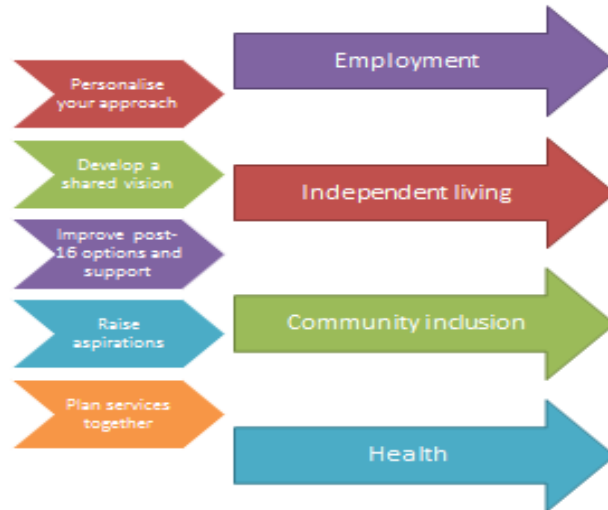 Personalise
your approach
Develop a
shared vision
Improve post-
16 options and
support
Raise
aspirations
Plan services
together
Employment
Independent living
Community inclusion
Health